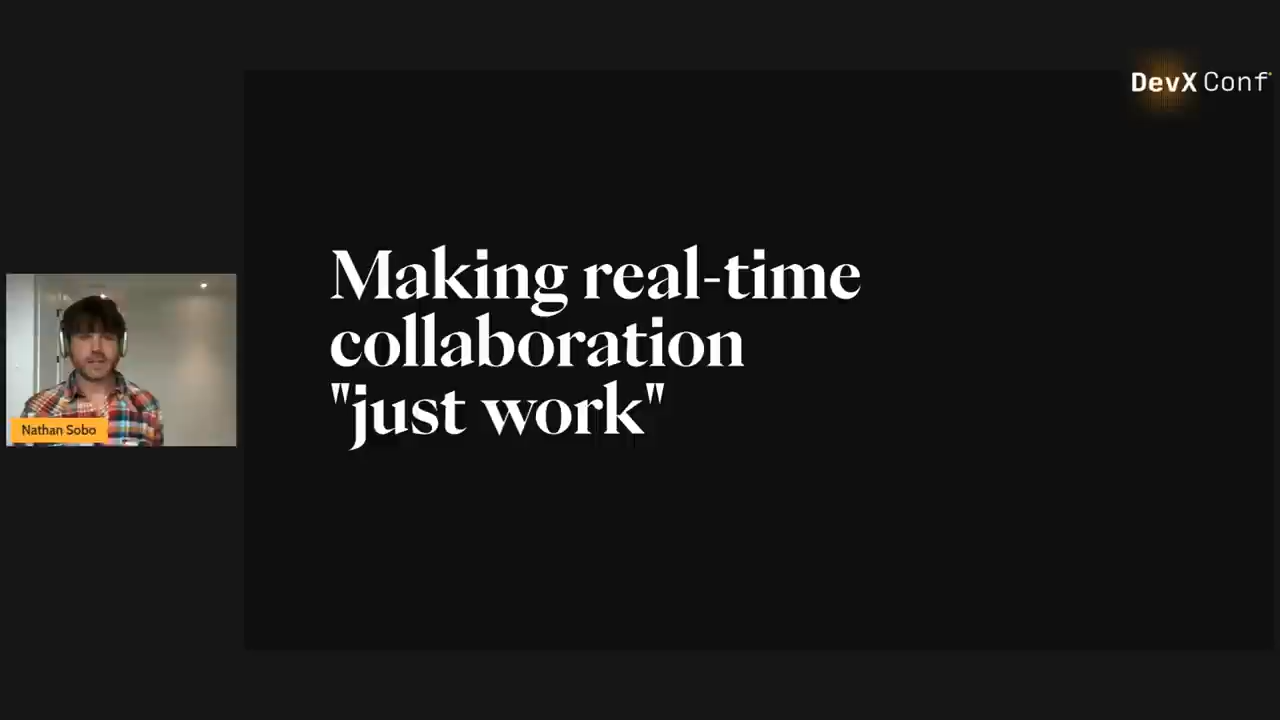 DevX Conf
Making real-time
collaboration
"just work"
Nathan Sobo